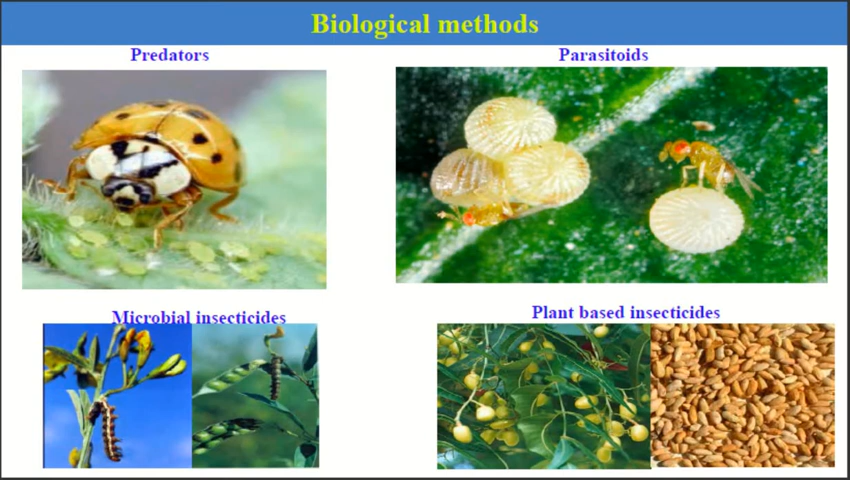 Biological methods
Predators
Parasitoids
Microbial insecticides
Plant based insecticides